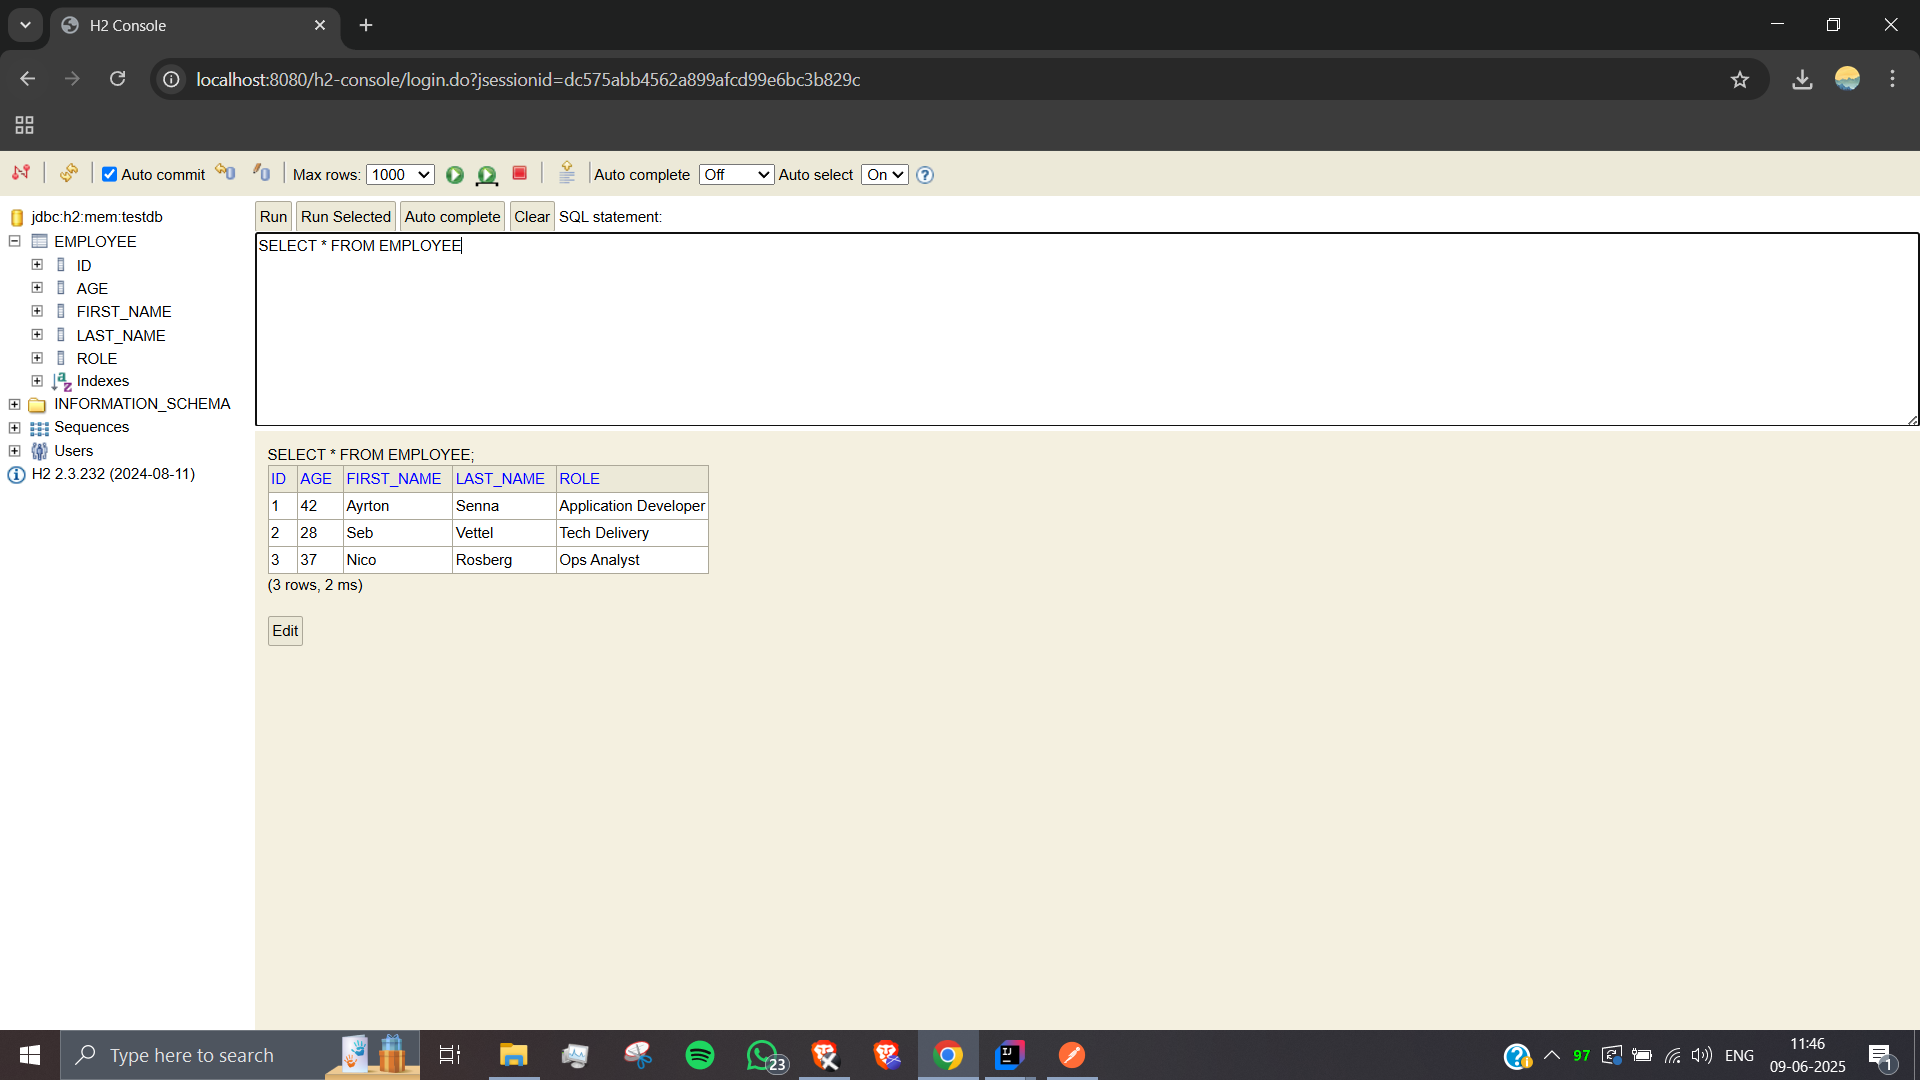 H2 Console
localhost:8080/h2-console/login.do?jsessionid=dc575abb4562a899afcd99e6bc3b829c
Auto commit Max rows: 1000 Auto complete Off Auto select On
jdbc:h2:mem:testdb
EMPLOYEE
ID
AGE
FIRST_NAME
LAST_NAME
ROLE
Indexes
INFORMATION_SCHEMA
Sequences
Users
H2 2.3.232 (2024-08-11)
Run Run Selected Auto complete Clear SQL statement:
SELECT * FROM EMPLOYEE
SELECT * FROM EMPLOYEE;
ID AGE FIRST_NAME LAST_NAME ROLE
1 42 Ayrton Senna Application Developer
2 28 Seb Vettel Tech Delivery
3 37 Nico Rosberg Ops Analyst
(3 rows, 2 ms)
Edit
Type here to search
23
97
ENG
11:46
09-06-2025
1